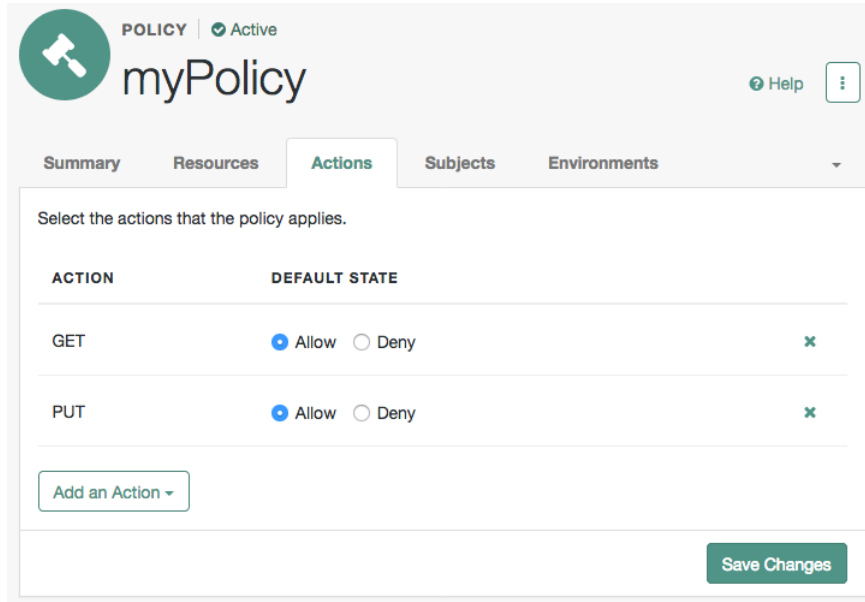 POLICY Active
myPolicy
Help
Summary Resources Actions Subjects Environments
Select the actions that the policy applies.
ACTION DEFAULT STATE
GET Allow Deny
PUT Allow Deny
Add an Action
Save Changes